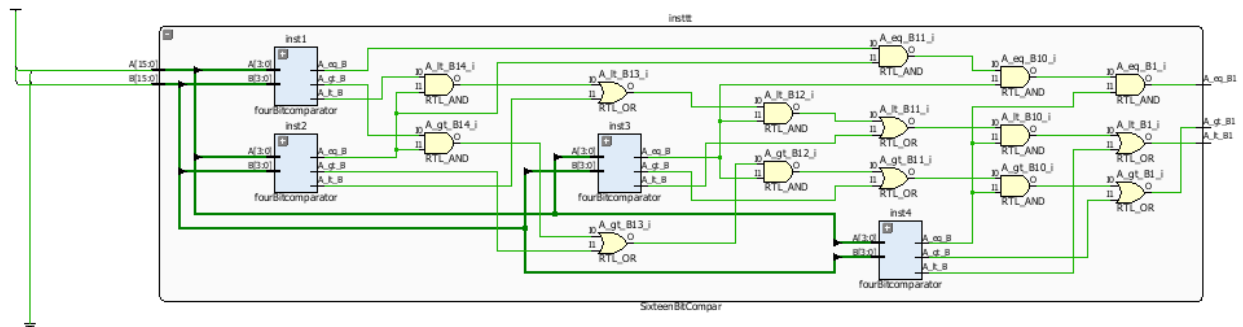 insttt
A[15:0]
B[15:0]
inst1
A[3:0]
B[3:0]
A_eq_B
A_gt_B
A_lt_B
fourBitcomparator
inst2
A[3:0]
B[3:0]
A_eq_B
A_gt_B
A_lt_B
fourBitcomparator
A_lt_B14_i
I0
I1
O
RTL_AND
A_gt_B14_i
I0
I1
O
RTL_AND
A_lt_B13_i
I0
I1
O
RTL_OR
inst3
A[3:0]
B[3:0]
A_eq_B
A_gt_B
A_lt_B
fourBitcomparator
A_gt_B13_i
I0
I1
O
RTL_OR
A_lt_B12_i
I0
I1
O
RTL_AND
A_gt_B12_i
I0
I1
O
RTL_AND
A_eq_B11_i
I0
I1
O
RTL_AND
A_lt_B11_i
I0
I1
O
RTL_OR
A_gt_B11_i
I0
I1
O
RTL_OR
inst4
A[3:0]
B[3:0]
A_eq_B
A_gt_B
A_lt_B
fourBitcomparator
A_eq_B10_i
I0
I1
O
RTL_AND
A_lt_B10_i
I0
I1
O
RTL_AND
A_gt_B10_i
I0
I1
O
RTL_AND
A_eq_B1_i
I0
I1
O
RTL_AND
A_lt_B1_i
I0
I1
O
RTL_OR
A_gt_B1_i
I0
I1
O
RTL_OR
A_eq_B1
A_gt_B1
A_lt_B1
SixteenBitCompar